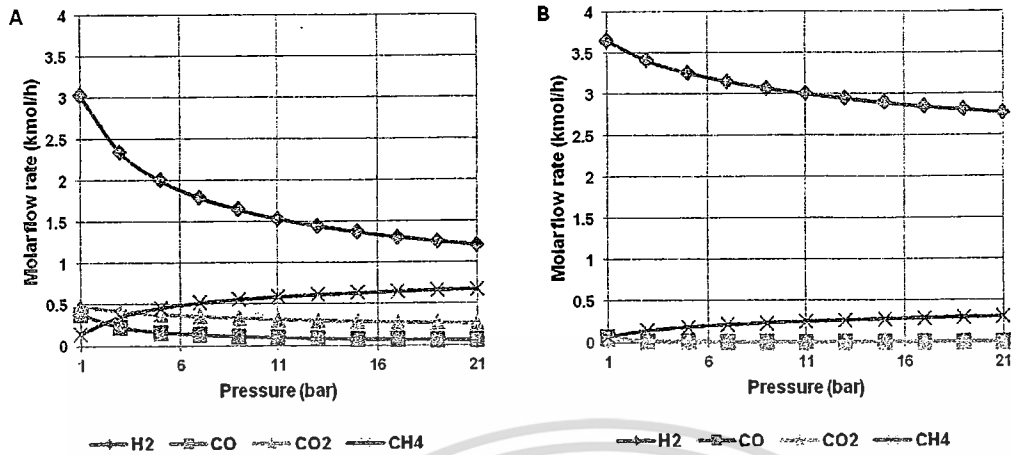 A
4
3.5
3
2.5
2
1.5
1
0.5
0
Molarflow rate (kmol/h)
1 6 11 16 21
Pressure (bar)
H2 CO CO2 CH4
B
4
3.5
3
2.5
2
1.5
1
0.5
0
Molarflow rate (kmol/h)
1 6 11 16 21
Pressure (bar)
H2 CO CO2 CH4